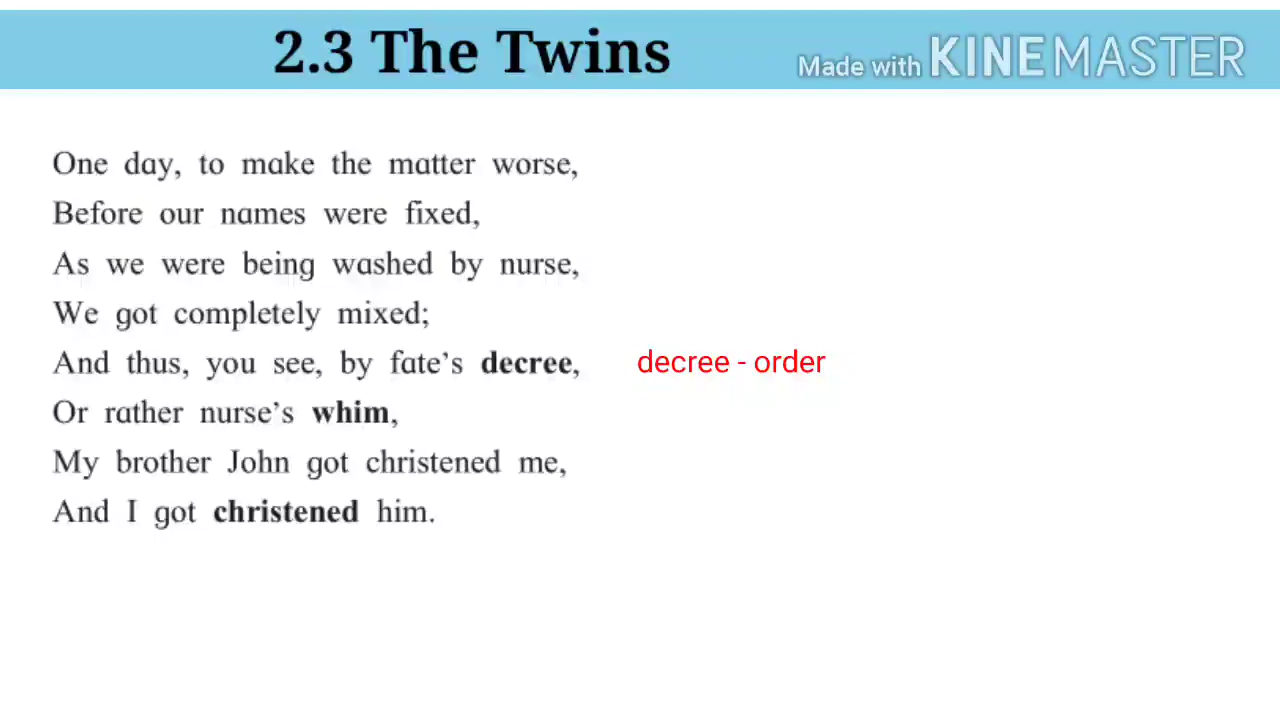 2.3 The Twins
Made with KINEMASTER
One day, to make the matter worse,
Before our names were fixed,
As we were being washed by nurse,
We got completely mixed;
And thus, you see, by fate's decree,
decree - order
Or rather nurse's whim,
My brother John got christened me,
And I got christened him.